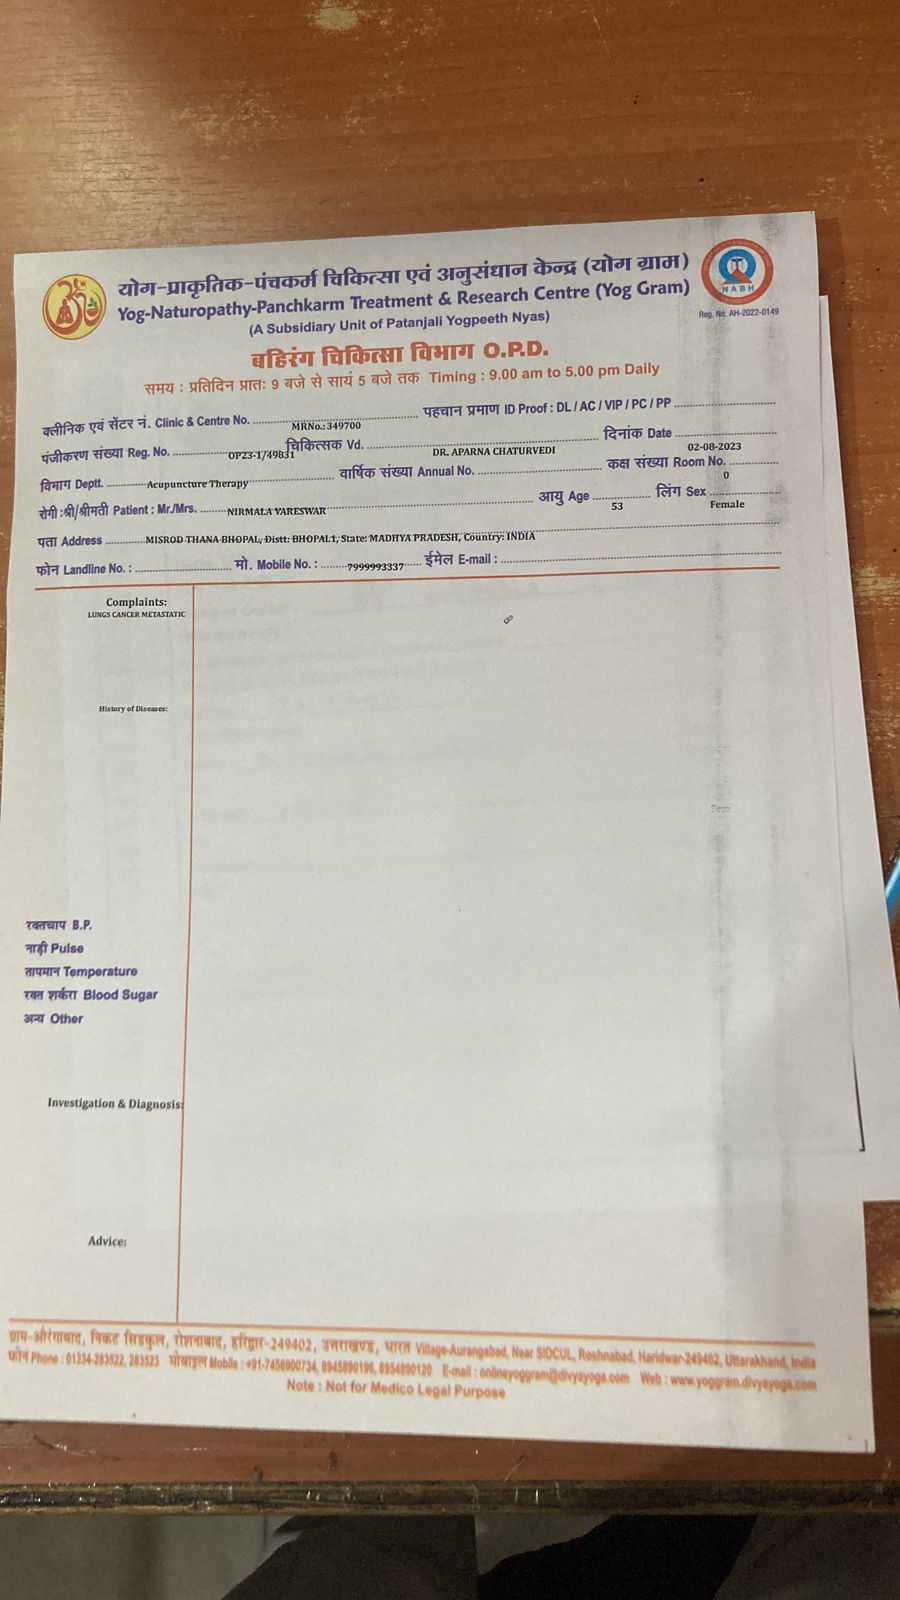 योग-प्राकृतिक-पंचकर्म चिकित्सा एवं अनुसंधान केन्द्र (योग ग्राम)
Yog-Naturopathy-Panchkarm Treatment & Research Centre (Yog Gram)
(A Subsidiary Unit of Patanjali Yogpeeth Nyas)
NABH
Reg. No. AH-2022-0149
बहिरंग चिकित्सा विभाग O.P.D.
समय : प्रतिदिन प्रातः 9 बजे से सायं 5 बजे तक Timing : 9.00 am to 5.00 pm Daily
क्लीनिक एवं सेंटर नं. Clinic & Centre No. MRNo.:349700 पहचान प्रमाण ID Proof : DL / AC / VIP / PC / PP
पंजीकरण संख्या Reg. No. OP23-1/49831 चिकित्सक Vd. DR. APARNA CHATURVEDI दिनांक Date 02-08-2023
विभाग Deptt. Acupuncture Therapy वार्षिक संख्या Annual No. कक्ष संख्या Room No. 0
रोगी :श्री/श्रीमती Patient : Mr./Mrs. NIRMALA VARESWAR आयु Age 53 लिंग Sex Female
पता Address MISROD THANA BHOPAL, Distt: BHOPAL1, State: MADHYA PRADESH, Country: INDIA
फोन Landline No. : मो. Mobile No. : 7999993337 ईमेल E-mail :
Complaints:
LUNGS CANCER METASTATIC
History of Diseases:
रक्तचाप B.P.
नाड़ी Pulse
तापमान Temperature
रक्त शर्करा Blood Sugar
अन्य Other
Investigation & Diagnosis:
Advice:
ग्राम-औरंगाबाद, निकट सिडकुल, रोशनाबाद, हरिद्वार-249402, उत्तराखण्ड, भारत Village-Aurangabad, Near SIDCUL, Roshnabad, Haridwar-249402, Uttarakhand, India
फोन Phone : 01334-283522, 283523 मोबाइल Mobile : +91-7456900734, 8945890196, 8954890120 E-mail : onlineyoggram@divyayoga.com Web : www.yoggram.divyayoga.com
Note : Not for Medico Legal Purpose